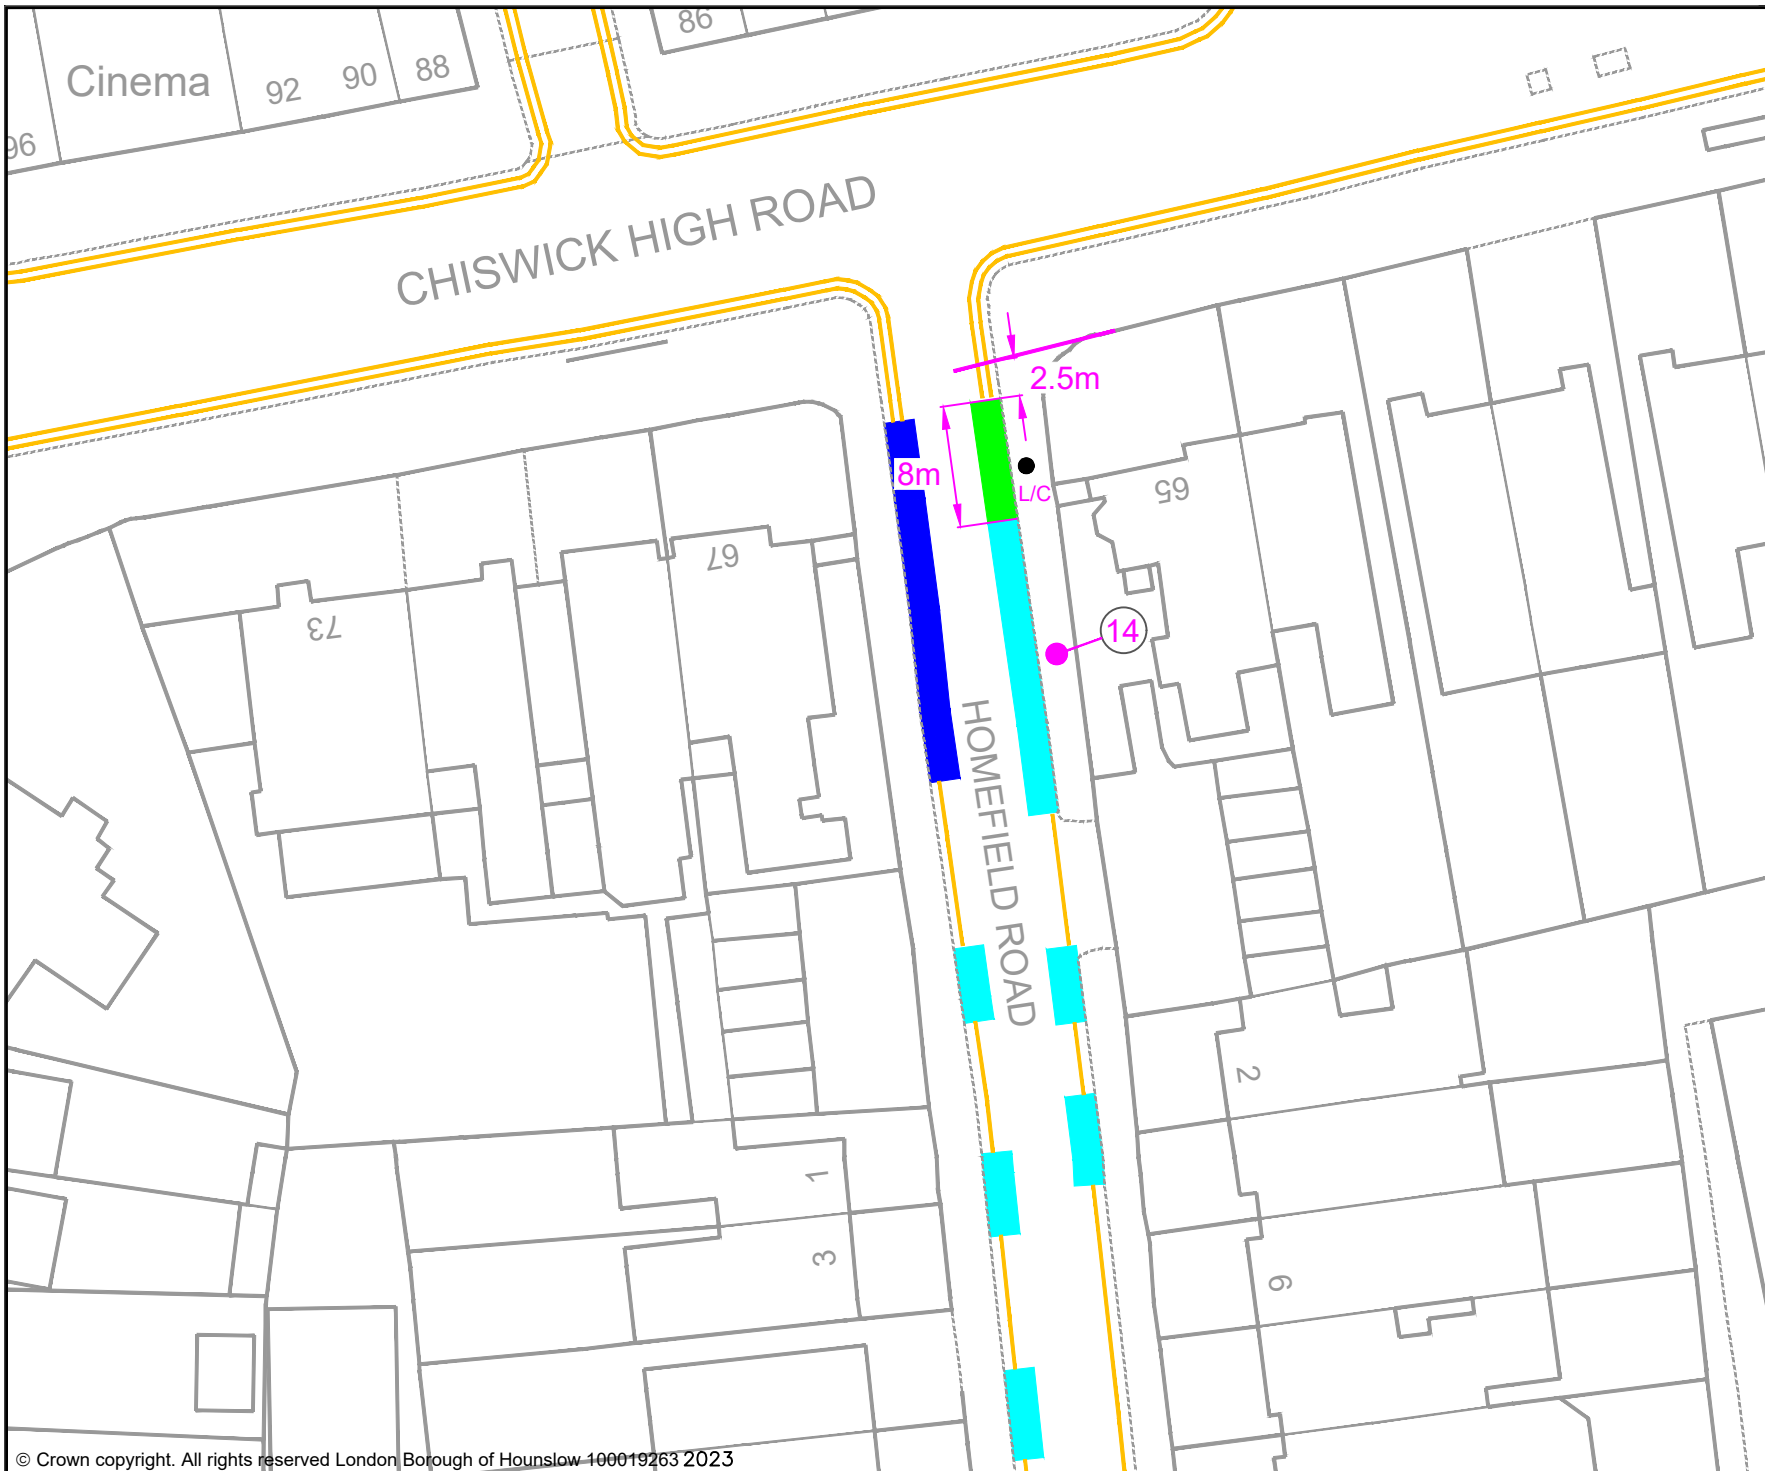 86
Cinema
92
90
88
96
CHISWICK HIGH ROAD
2.5m
8m
L/C
65
67
73
14
HOMEFIELD ROAD
2
1
3
6
© Crown copyright. All rights reserved London Borough of Hounslow 100019263 2023